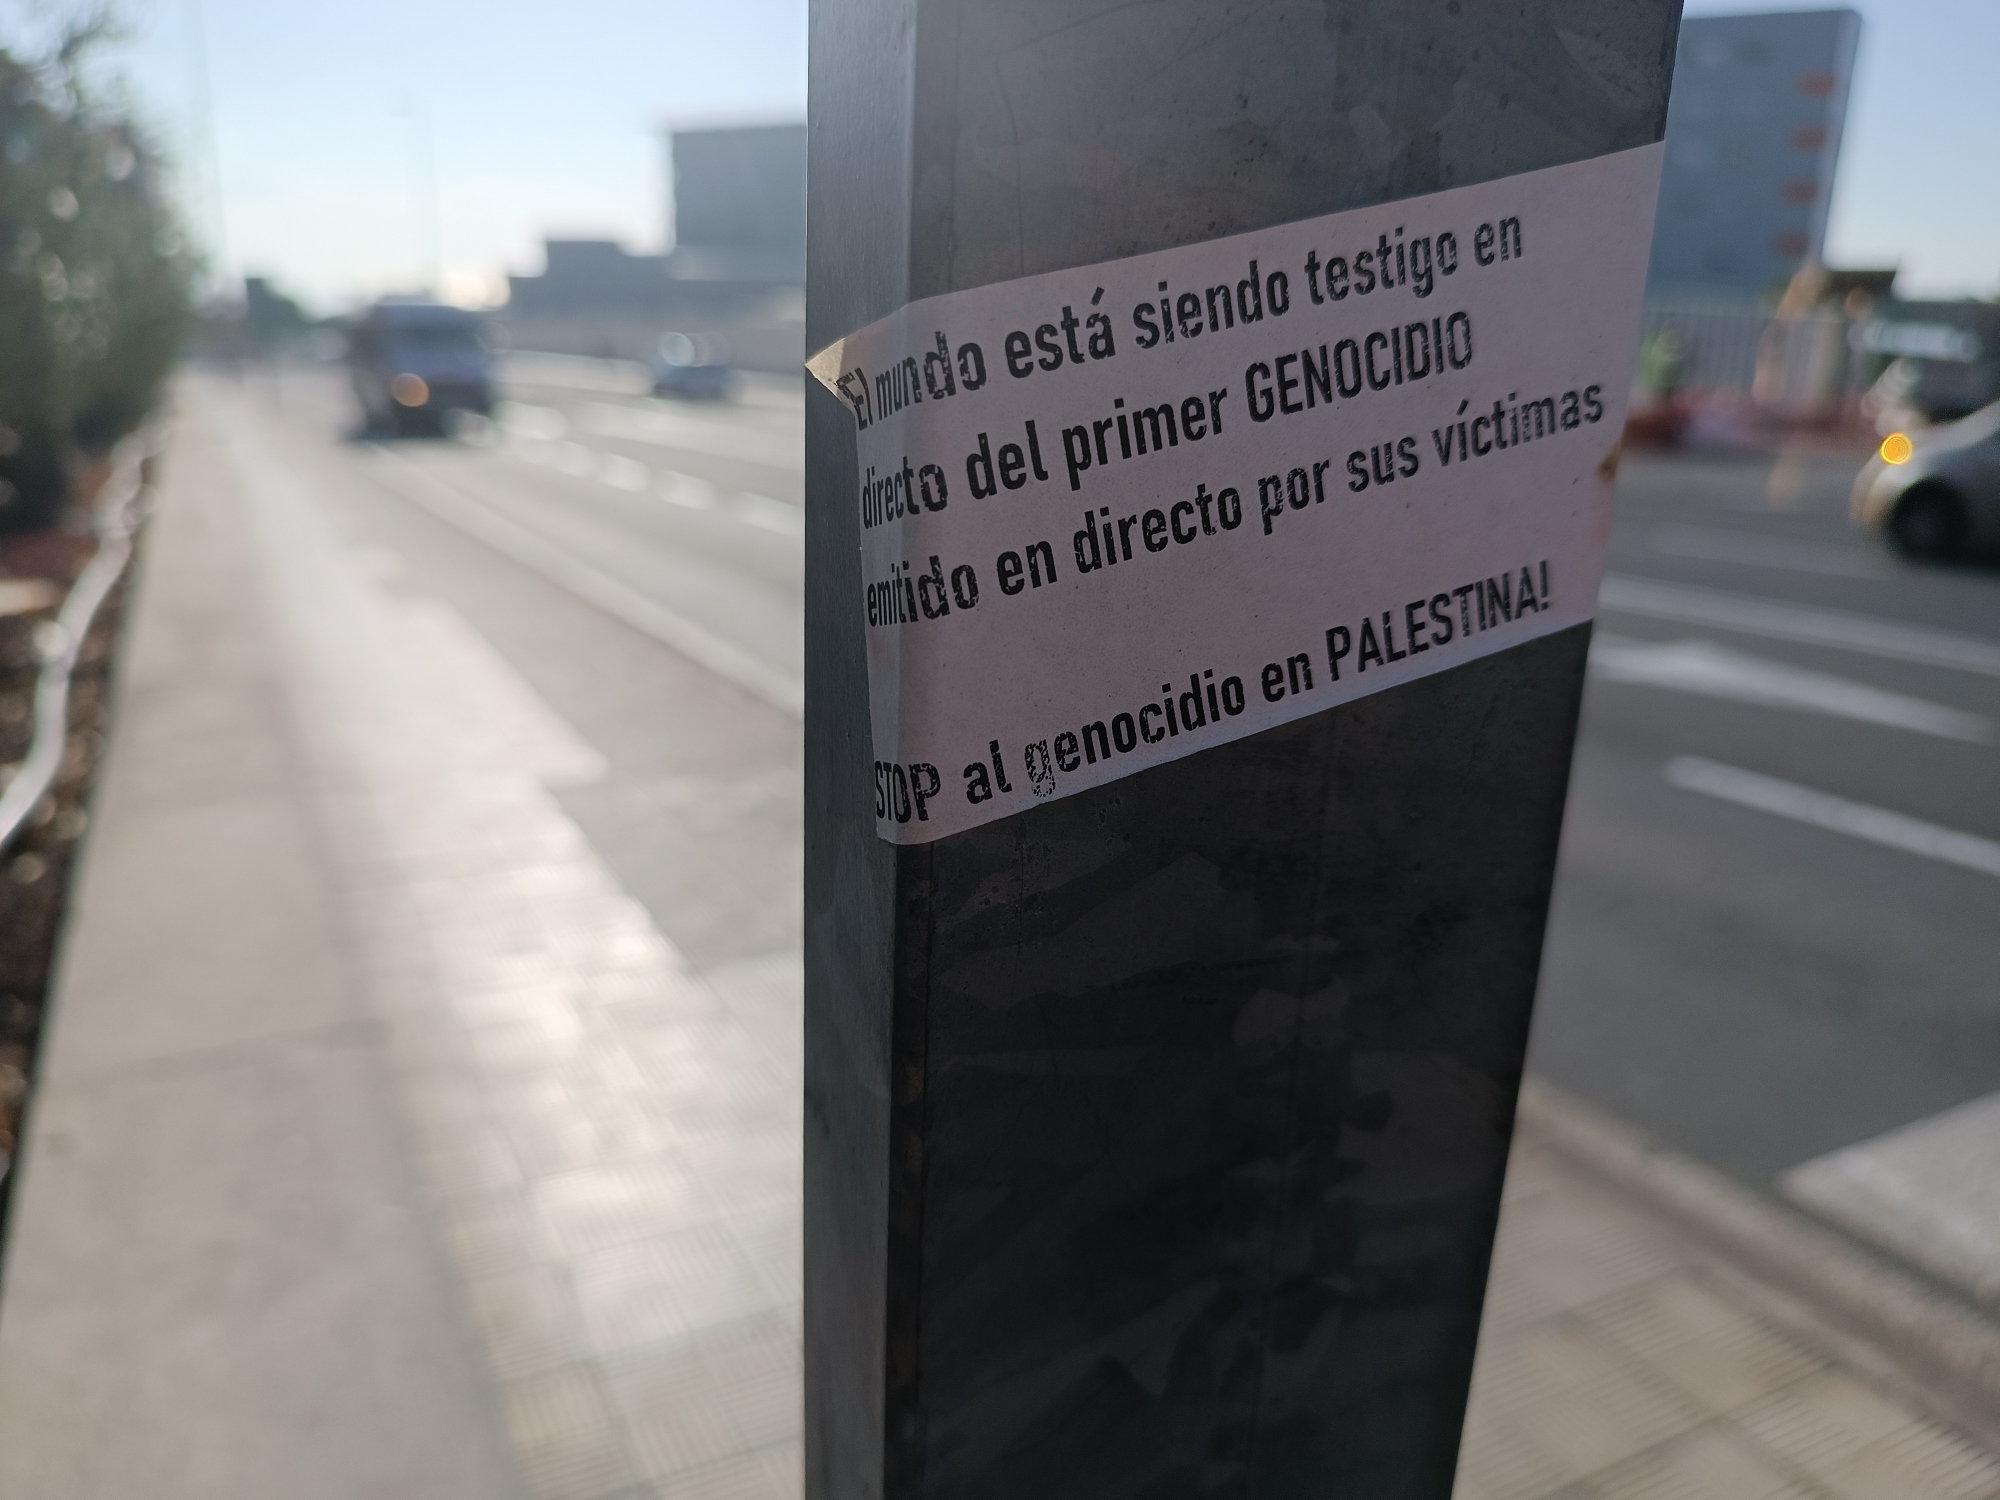 El mundo está siendo testigo en
directo del primer GENOCIDIO
emitido en directo por sus víctimas
STOP al genocidio en PALESTINA!